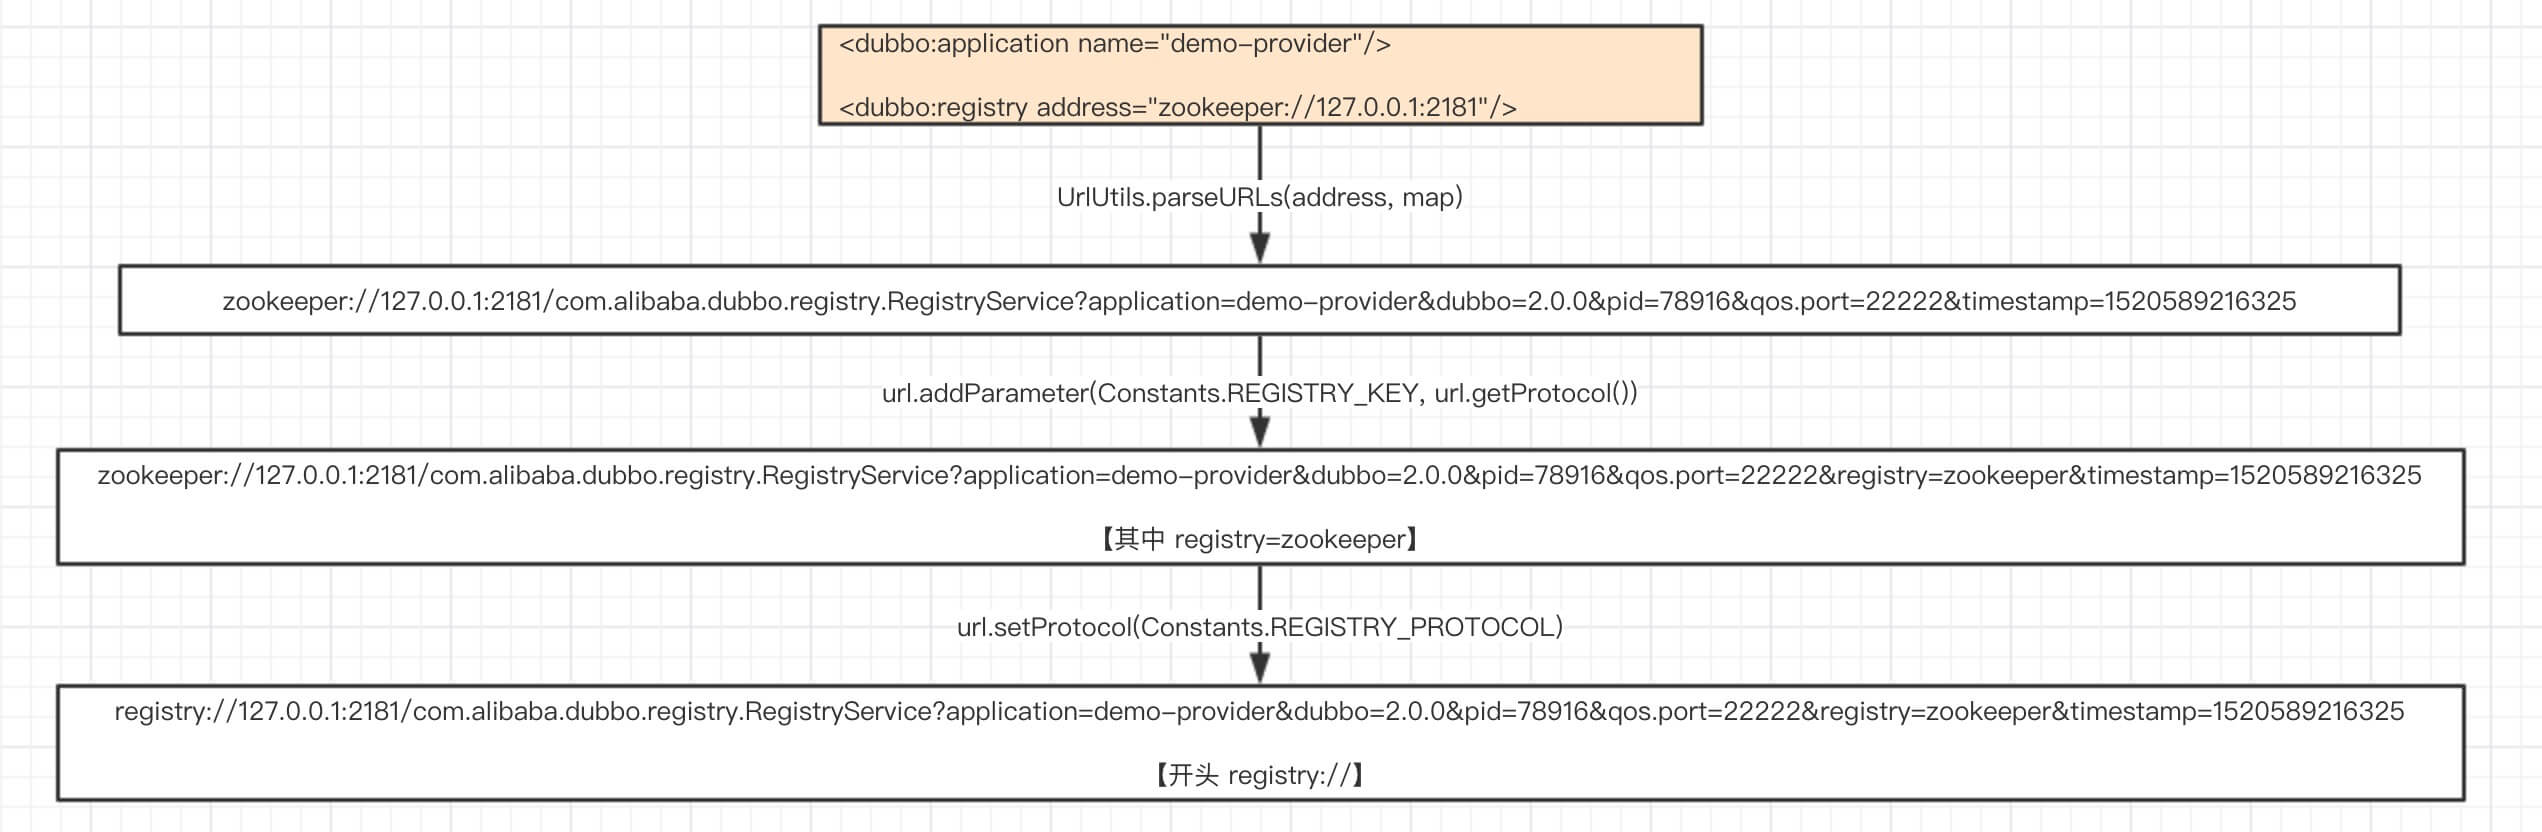 <dubbo:application name="demo-provider"/>
<dubbo:registry address="zookeeper://127.0.0.1:2181"/>
UrlUtils.parseURLs(address, map)
zookeeper://127.0.0.1:2181/com.alibaba.dubbo.registry.RegistryService?application=demo-provider&dubbo=2.0.0&pid=78916&qos.port=22222&timestamp=1520589216325
url.addParameter(Constants.REGISTRY_KEY, url.getProtocol())
zookeeper://127.0.0.1:2181/com.alibaba.dubbo.registry.RegistryService?application=demo-provider&dubbo=2.0.0&pid=78916&qos.port=22222&registry=zookeeper&timestamp=1520589216325
【其中 registry=zookeeper】
url.setProtocol(Constants.REGISTRY_PROTOCOL)
registry://127.0.0.1:2181/com.alibaba.dubbo.registry.RegistryService?application=demo-provider&dubbo=2.0.0&pid=78916&qos.port=22222&registry=zookeeper&timestamp=1520589216325
【开头 registry://】